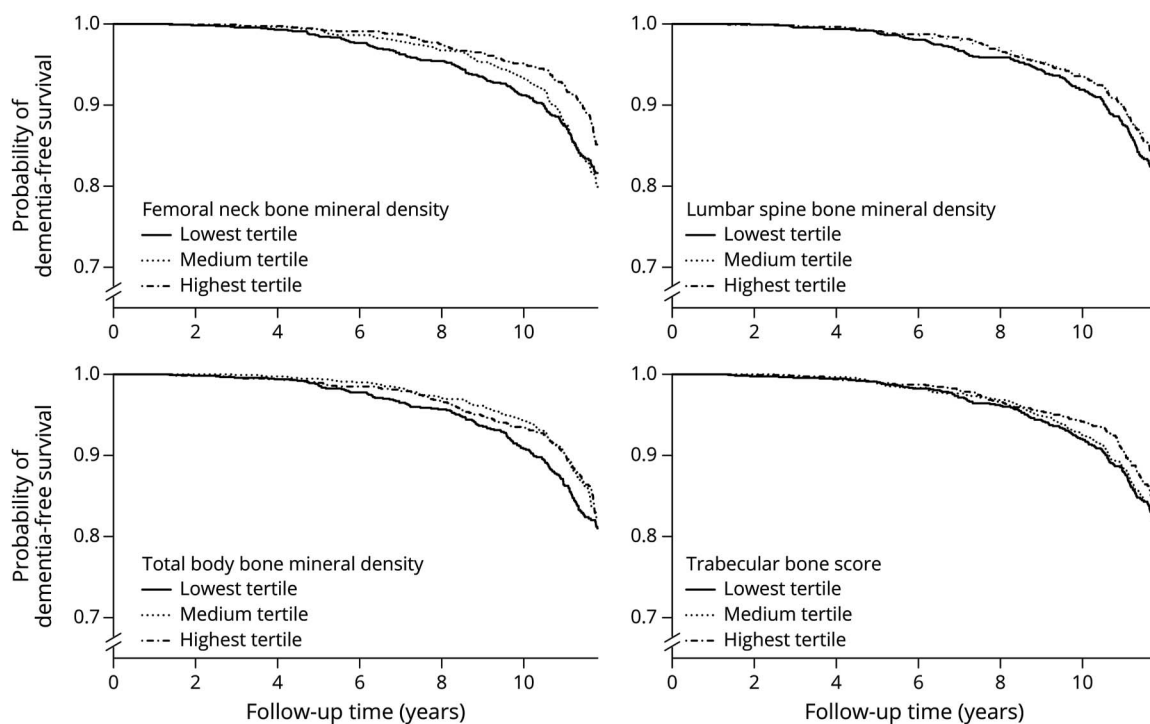 Probability of
dementia-free survival
1.0
0.9
0.8
0.7
Femoral neck bone mineral density
Lowest tertile
Medium tertile
Highest tertile
0 2 4 6 8 10
1.0
0.9
0.8
0.7
Lumbar spine bone mineral density
Lowest tertile
Medium tertile
Highest tertile
0 2 4 6 8 10
Probability of
dementia-free survival
1.0
0.9
0.8
0.7
Total body bone mineral density
Lowest tertile
Medium tertile
Highest tertile
0 2 4 6 8 10
Follow-up time (years)
1.0
0.9
0.8
0.7
Trabecular bone score
Lowest tertile
Medium tertile
Highest tertile
0 2 4 6 8 10
Follow-up time (years)